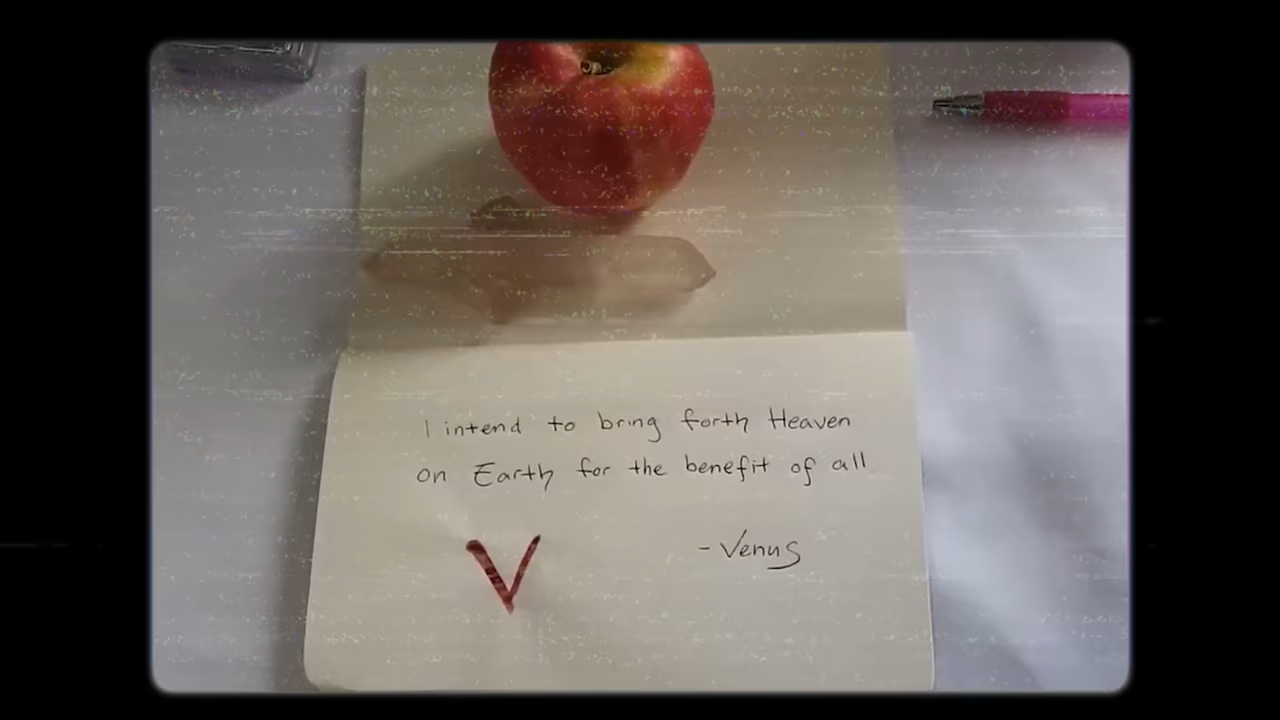 I intend to bring forth Heaven
on Earth for the benefit of all
V - Venus